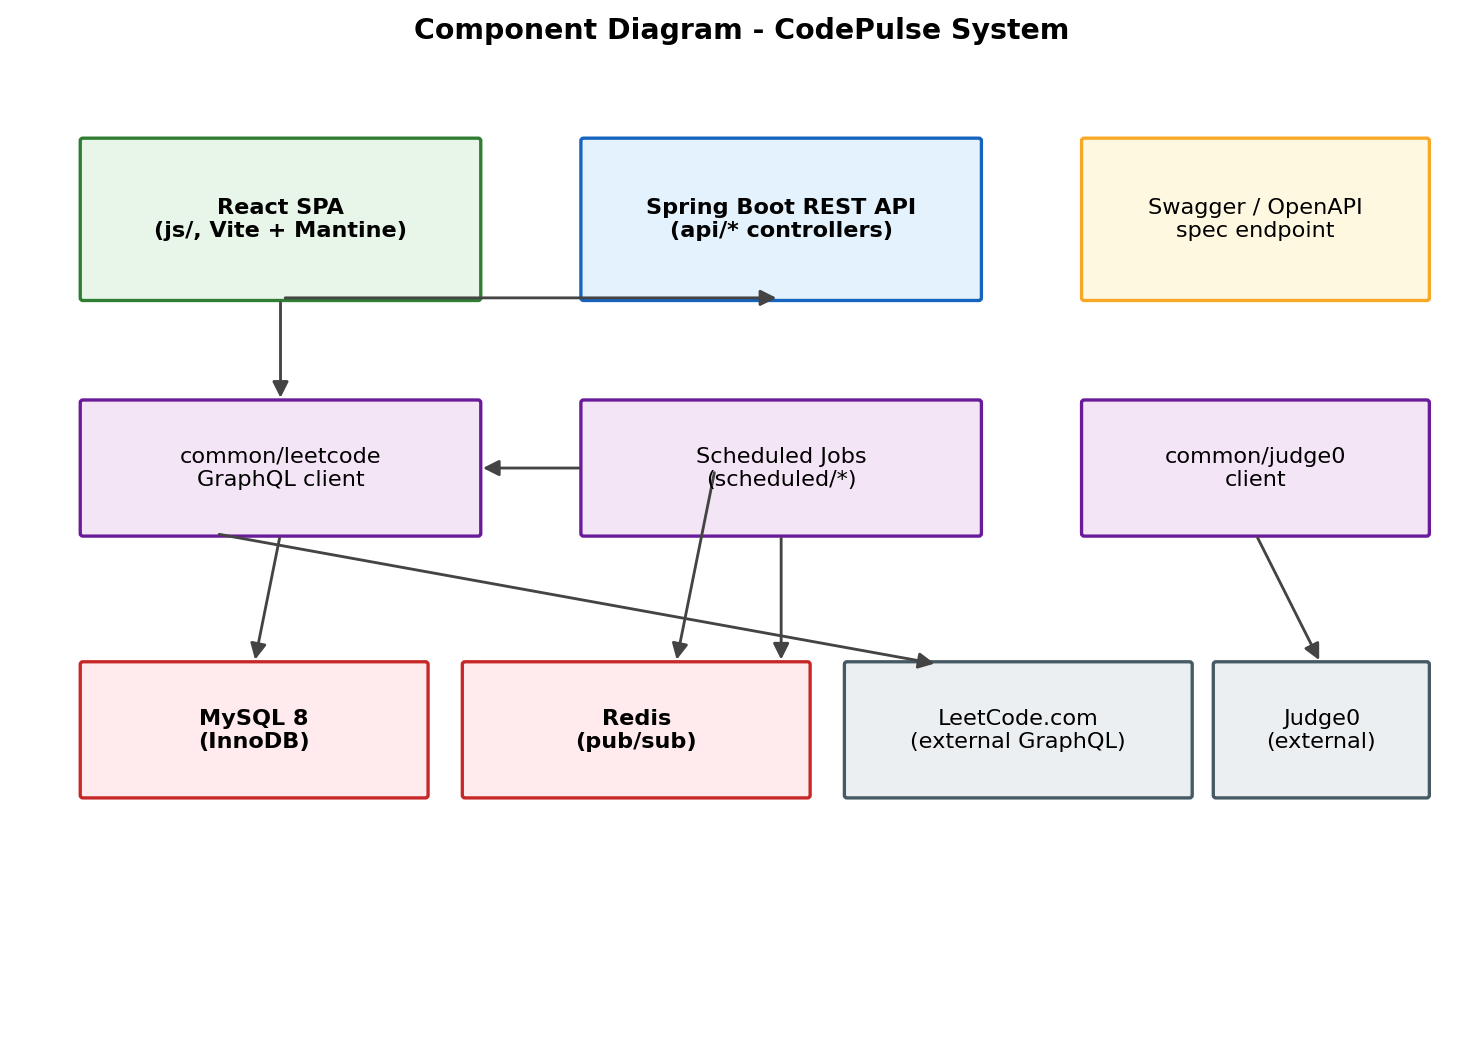 Component Diagram - CodePulse System
React SPA
(js/, Vite + Mantine)
Spring Boot REST API
(api/* controllers)
Swagger / OpenAPI
spec endpoint
common/leetcode
GraphQL client
Scheduled Jobs
(scheduled/*)
common/judge0
client
MySQL 8
(InnoDB)
Redis
(pub/sub)
LeetCode.com
(external GraphQL)
Judge0
(external)